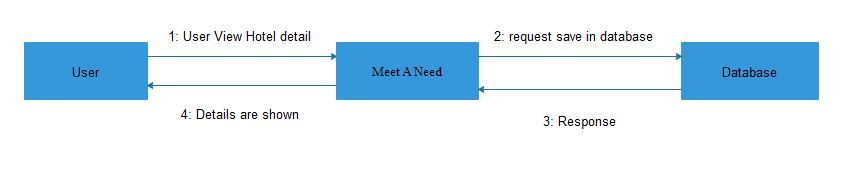 1: User View Hotel detail
2: request save in database
User
Meet A Need
Database
4: Details are shown
3: Response